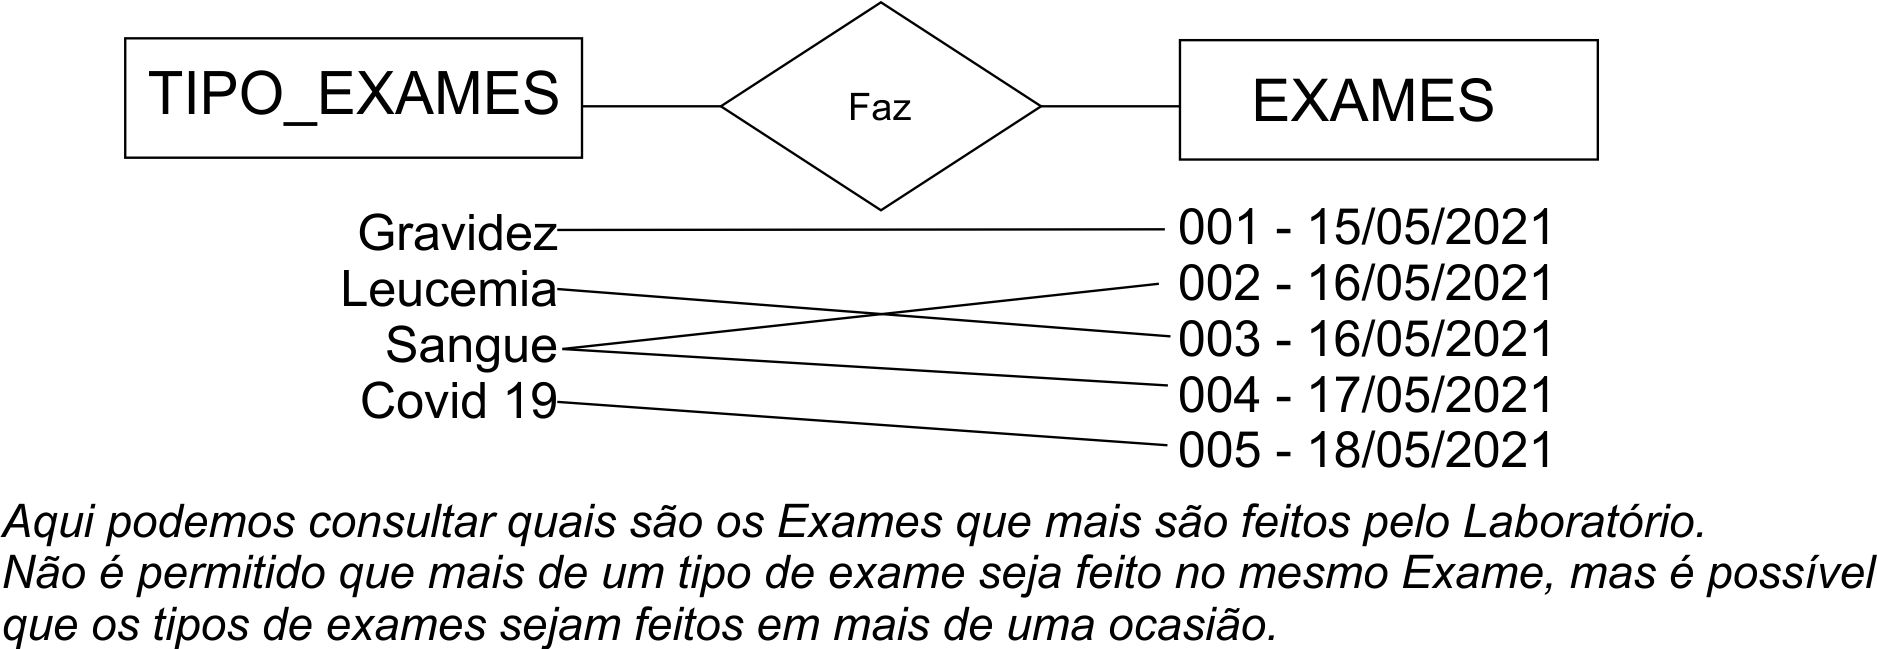 TIPO_EXAMES
Faz
EXAMES
Gravidez
Leucemia
Sangue
Covid 19
001 - 15/05/2021
002 - 16/05/2021
003 - 16/05/2021
004 - 17/05/2021
005 - 18/05/2021
Aqui podemos consultar quais são os Exames que mais são feitos pelo Laboratório.
Não é permitido que mais de um tipo de exame seja feito no mesmo Exame, mas é possível
que os tipos de exames sejam feitos em mais de uma ocasião.